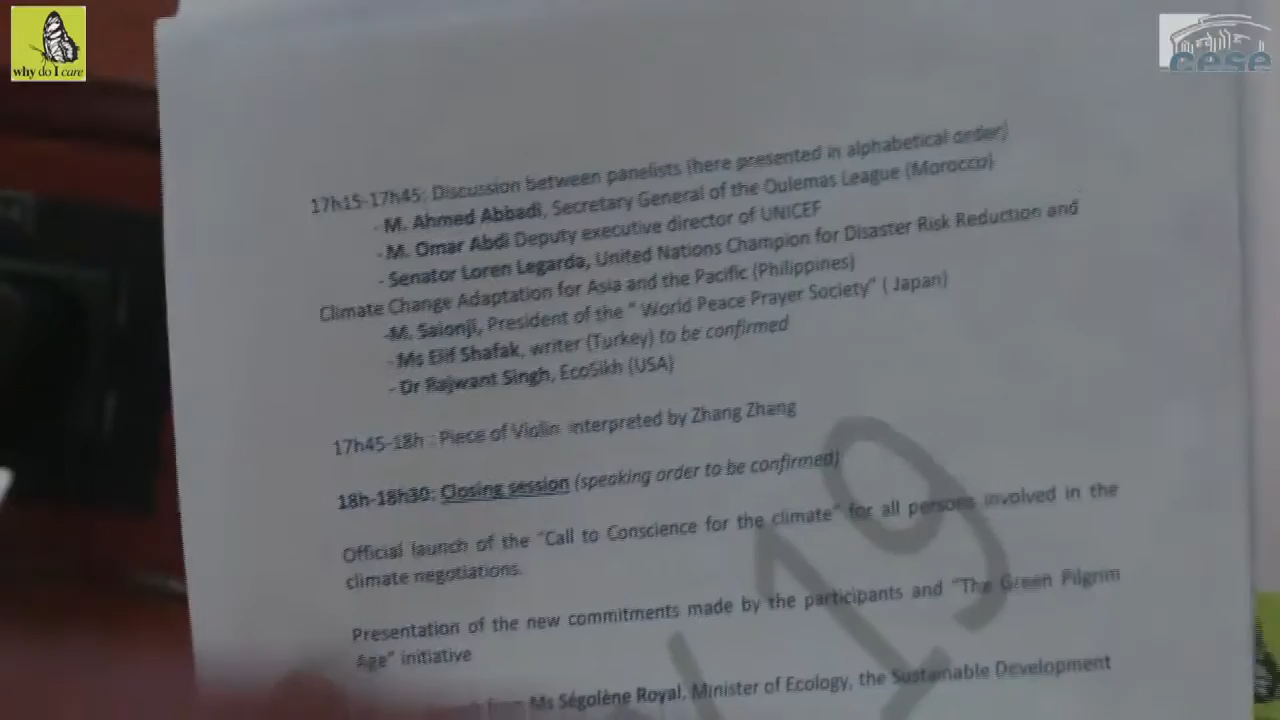 why do I care
cese
17h15-17h45: Discussion between panelists (here presented in alphabetical order)
- M. Ahmed Abbadi, Secretary General of the Oulemas League (Morocco)
- M. Omar Abdi Deputy executive director of UNICEF
- Senator Loren Legarda, United Nations Champion for Disaster Risk Reduction and
Climate Change Adaptation for Asia and the Pacific (Philippines)
-M. Saionji, President of the " World Peace Prayer Society" ( Japan)
- Ms Elif Shafak, writer (Turkey) to be confirmed
- Dr Rajwant Singh, EcoSikh (USA)
17h45-18h : Piece of Violin interpreted by Zhang Zhang
18h-18h30: Closing session (speaking order to be confirmed)
Official launch of the "Call to Conscience for the climate" for all persons involved in the
climate negotiations.
Presentation of the new commitments made by the participants and "The Green Pilgrim
Age" initiative
Ms Ségolène Royal, Minister of Ecology, the Sustainable Development
19